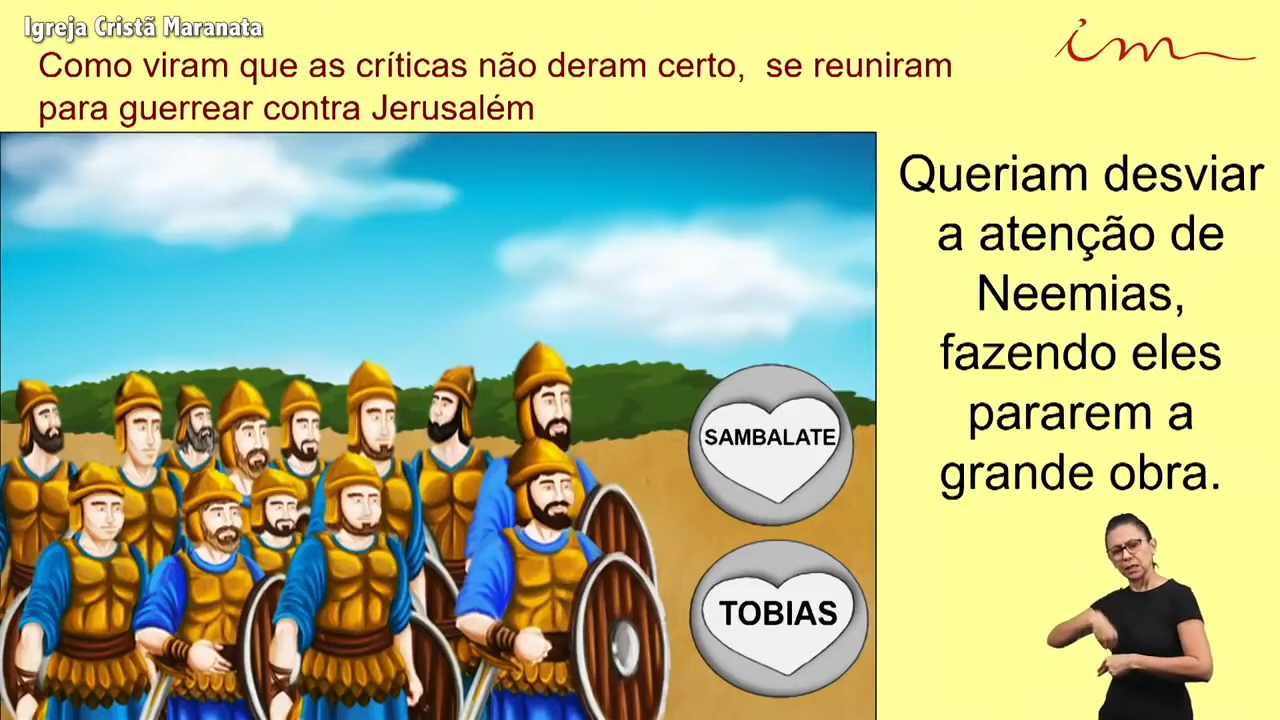 Igreja Cristã Maranata
Como viram que as críticas não deram certo,  se reuniram
para guerrear contra Jerusalém
im
Queriam desviar
a atenção de
Neemias,
fazendo eles
pararem a
grande obra.
SAMBALATE
TOBIAS